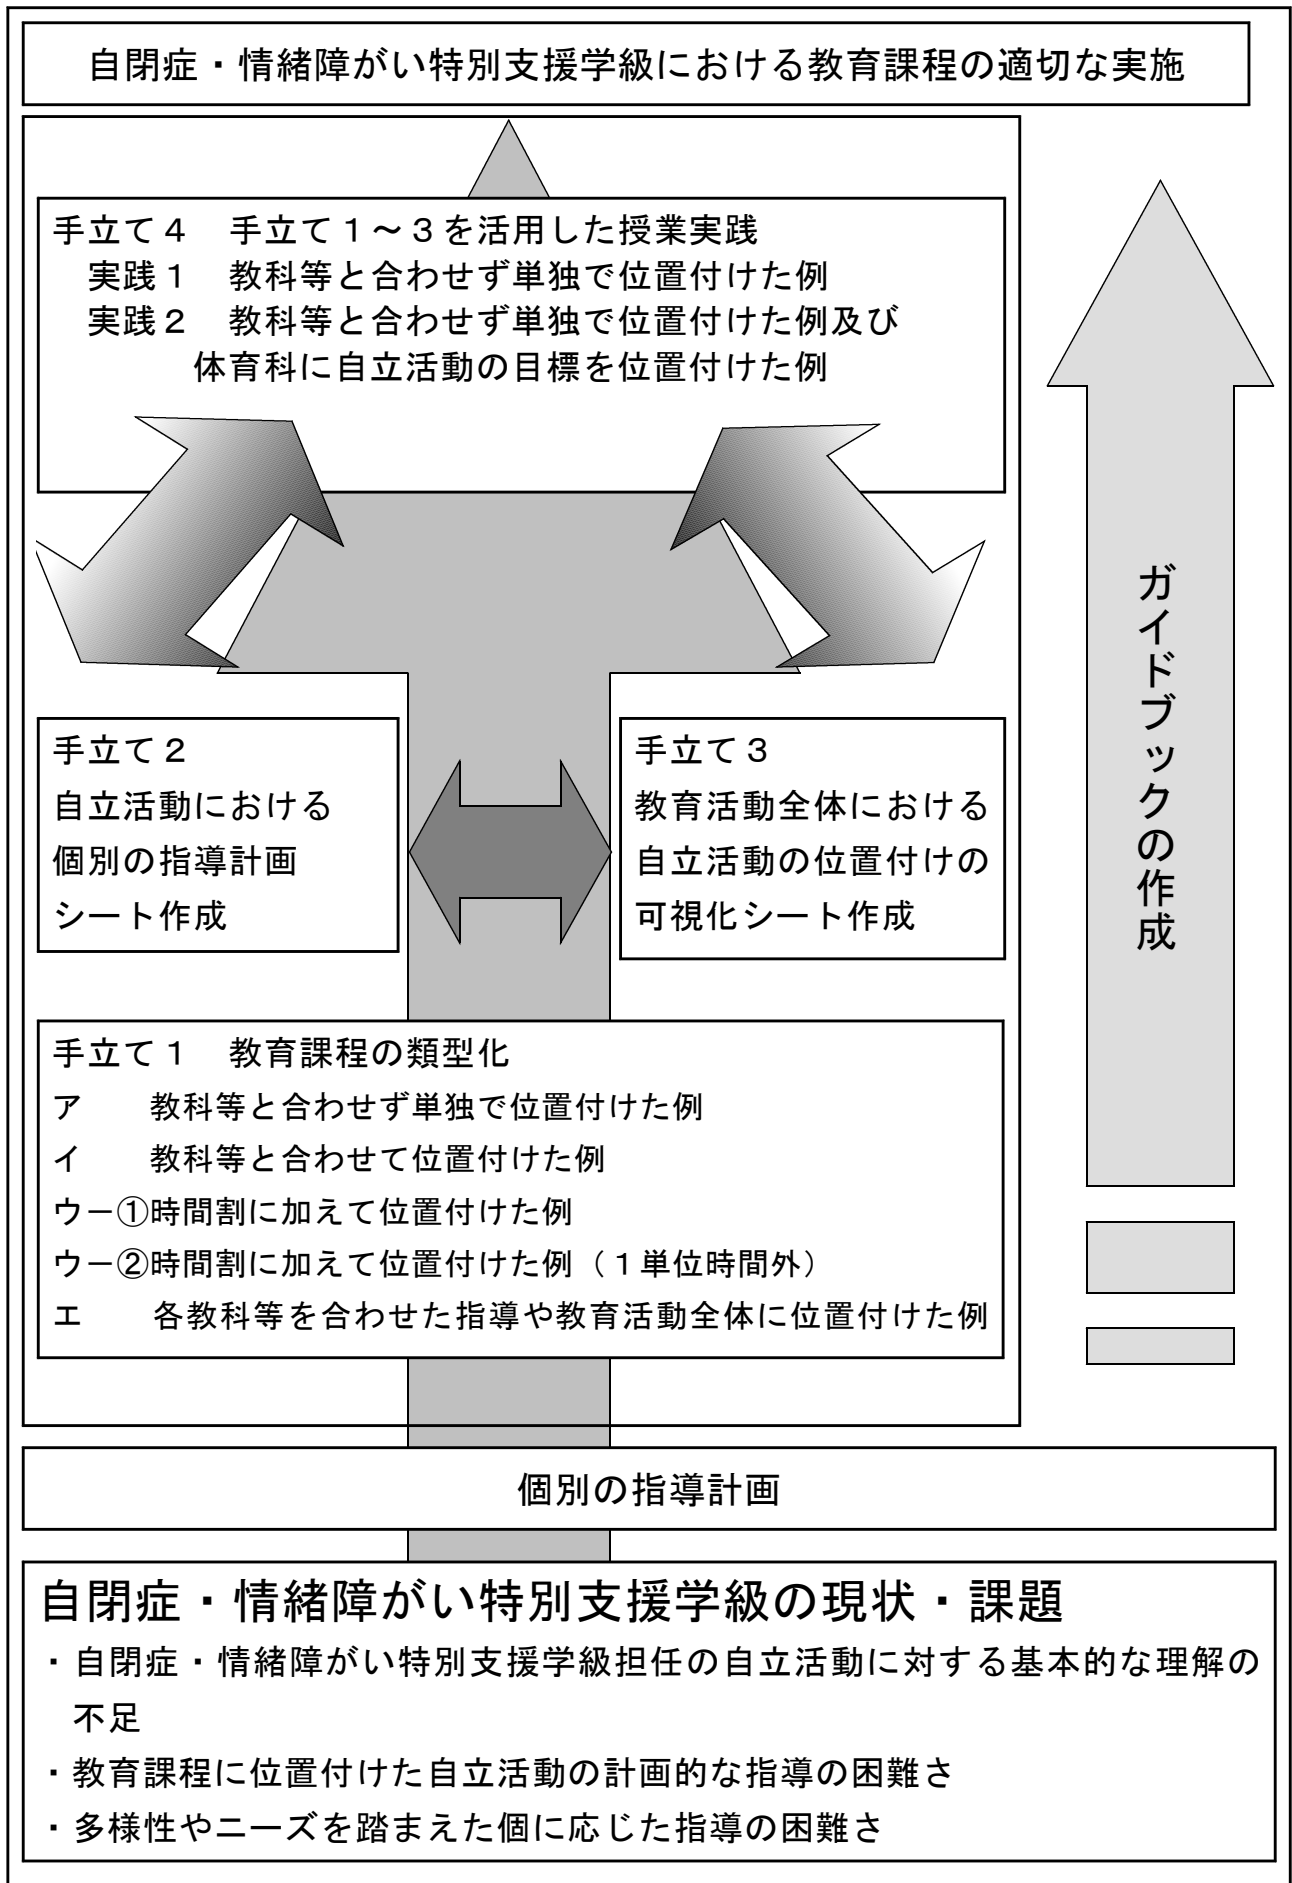 自閉症・情緒障がい特別支援学級における教育課程の適切な実施
手立て４　手立て１～３を活用した授業実践
実践１　教科等と合わせず単独で位置付けた例
実践２　教科等と合わせず単独で位置付けた例及び
体育科に自立活動の目標を位置付けた例
手立て２
自立活動における
個別の指導計画
シート作成
手立て３
教育活動全体における
自立活動の位置付けの
可視化シート作成
手立て１　教育課程の類型化
ア　　教科等と合わせず単独で位置付けた例
イ　　教科等と合わせて位置付けた例
ウ－①時間割に加えて位置付けた例
ウ－②時間割に加えて位置付けた例（１単位時間外）
エ　　各教科等を合わせた指導や教育活動全体に位置付けた例
ガイドブックの作成
個別の指導計画
自閉症・情緒障がい特別支援学級の現状・課題
・自閉症・情緒障がい特別支援学級担任の自立活動に対する基本的な理解の
不足
・教育課程に位置付けた自立活動の計画的な指導の困難さ
・多様性やニーズを踏まえた個に応じた指導の困難さ